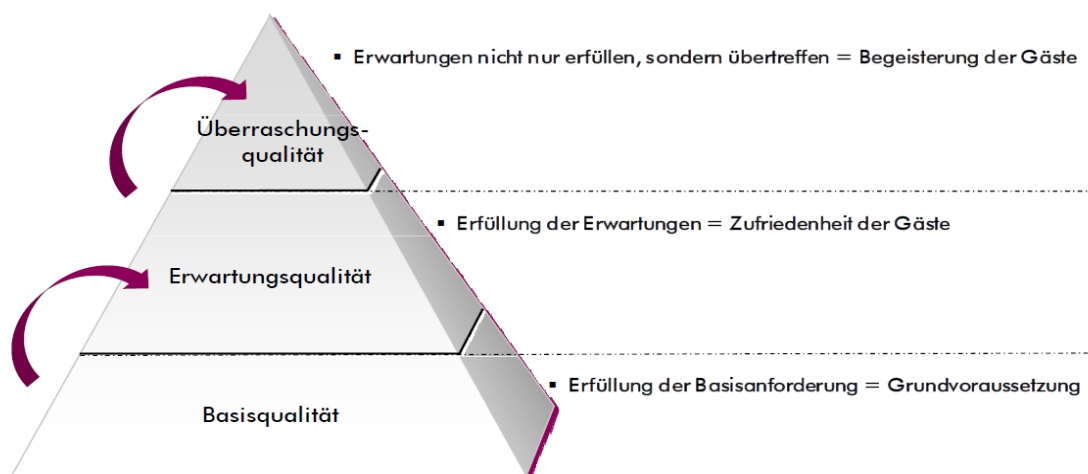 ▪ Erwartungen nicht nur erfüllen, sondern übertreffen = Begeisterung der Gäste
Überraschungs-
qualität
▪ Erfüllung der Erwartungen = Zufriedenheit der Gäste
Erwartungsqualität
▪ Erfüllung der Basisanforderung = Grundvoraussetzung
Basisqualität